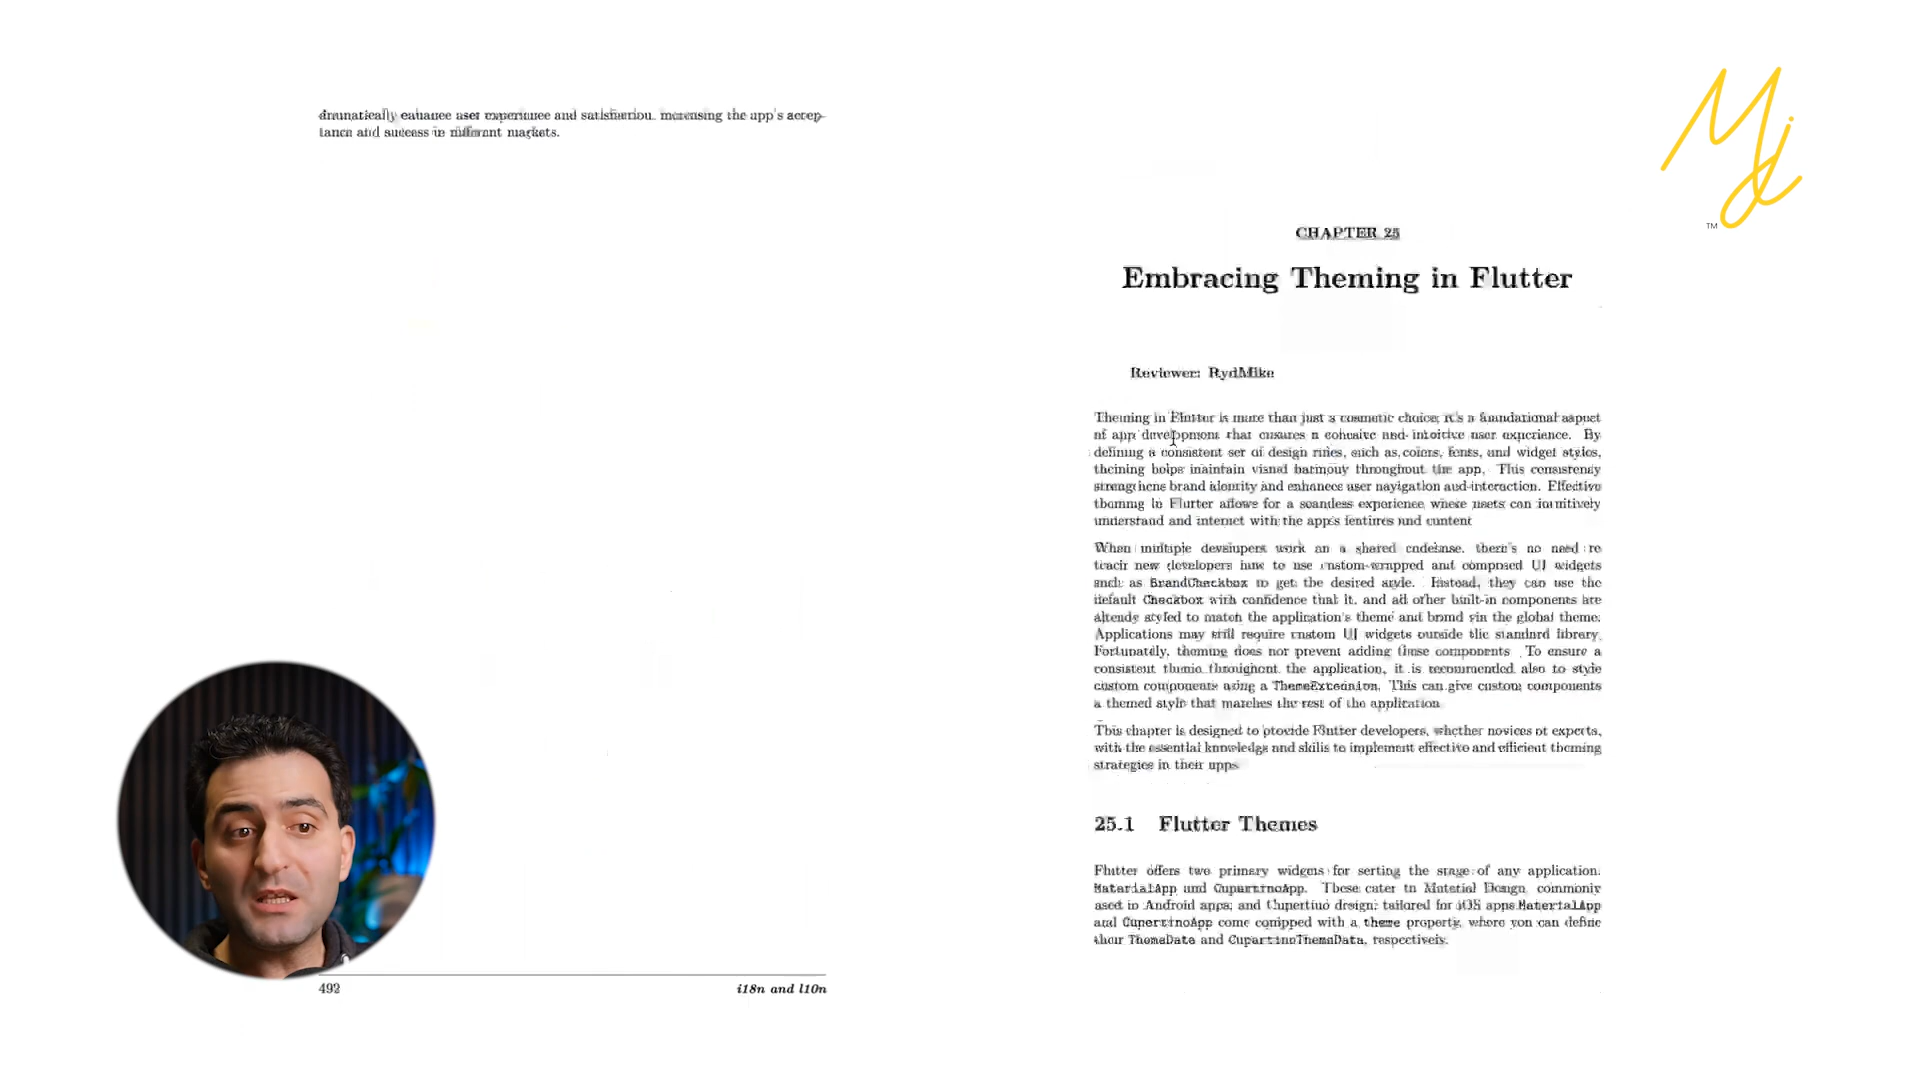 dramatically enhance user experience and satisfaction, increasing the app's accep-
tance and success in different markets.
492
i18n and l10n
CHAPTER 25
Embracing Theming in Flutter
Reviewer: RydMike
Theming in Flutter is more than just a cosmetic choice; it's a foundational aspect
of app development that ensures a cohesive and intuitive user experience. By
defining a consistent set of design rules, such as colors, fonts, and widget styles,
theming helps maintain visual harmony throughout the app. This consistency
strengthens brand identity and enhances user navigation and interaction. Effective
theming in Flutter allows for a seamless experience where users can intuitively
understand and interact with the app's features and content
When multiple developers work on a shared codebase, there's no need to
teach new developers how to use custom-wrapped and composed UI widgets
such as BrandCheckbox to get the desired style. Instead, they can use the
default Checkbox with confidence that it, and all other built-in components are
already styled to match the application's theme and brand via the global theme.
Applications may still require custom UI widgets outside the standard library.
Fortunately, theming does not prevent adding these components. To ensure a
consistent theme throughout the application, it is recommended also to style
custom components using a ThemeExtension. This can give custom components
a themed style that matches the rest of the application.
This chapter is designed to provide Flutter developers, whether novices or experts,
with the essential knowledge and skills to implement effective and efficient theming
strategies in their apps
25.1 Flutter Themes
Flutter offers two primary widgets for setting the stage of any application:
MaterialApp and CupertinoApp. These cater to Material Design, commonly
used in Android apps; and Cupertino design; tailored for iOS apps.MaterialApp
and CupertinoApp come equipped with a theme property, where you can define
their ThemeData and CupertinoThemeData, respectively.
Mj
TM